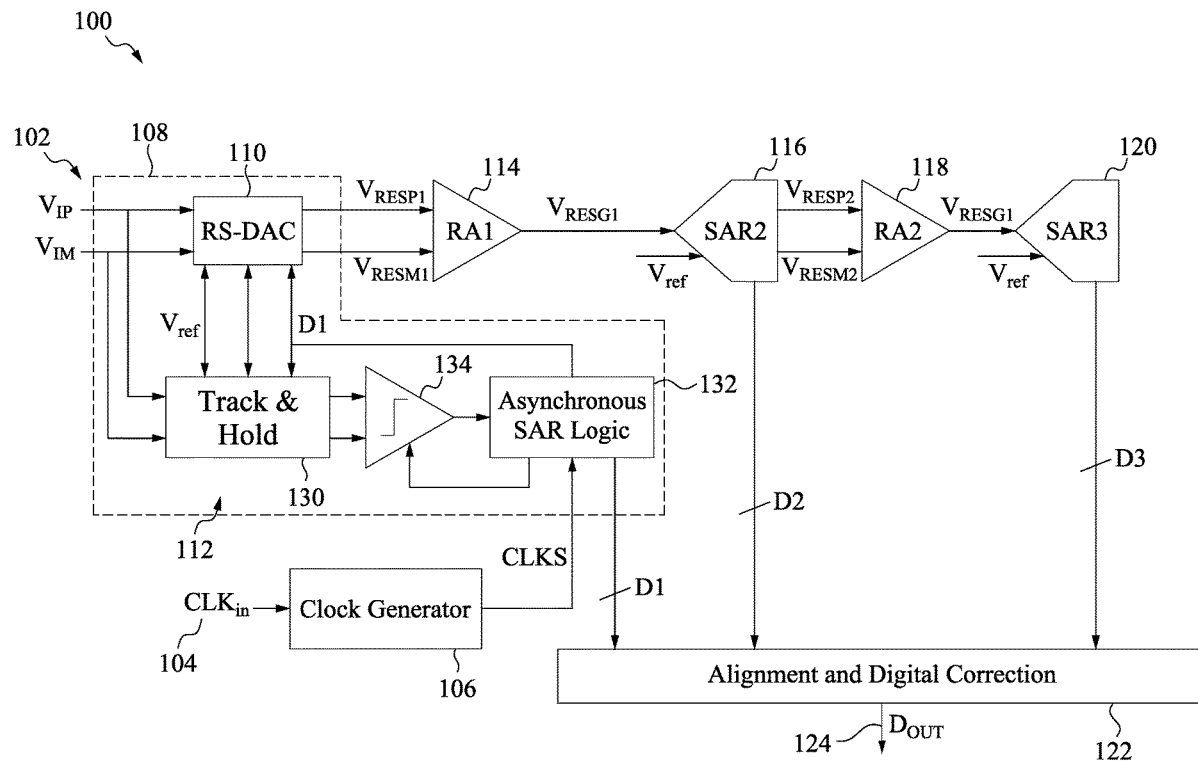 100
102
108
110
114
116
118
120
V_IP
V_IM
RS-DAC
V_RESP1
V_RESM1
RA1
V_RESG1
SAR2
V_ref
V_RESP2
V_RESM2
RA2
V_RESG1
SAR3
V_ref
V_ref
D1
134
132
Track &
Hold
130
Asynchronous
SAR Logic
112
CLKS
D1
D2
D3
CLK_in
104
Clock Generator
106
Alignment and Digital Correction
124
D_OUT
122